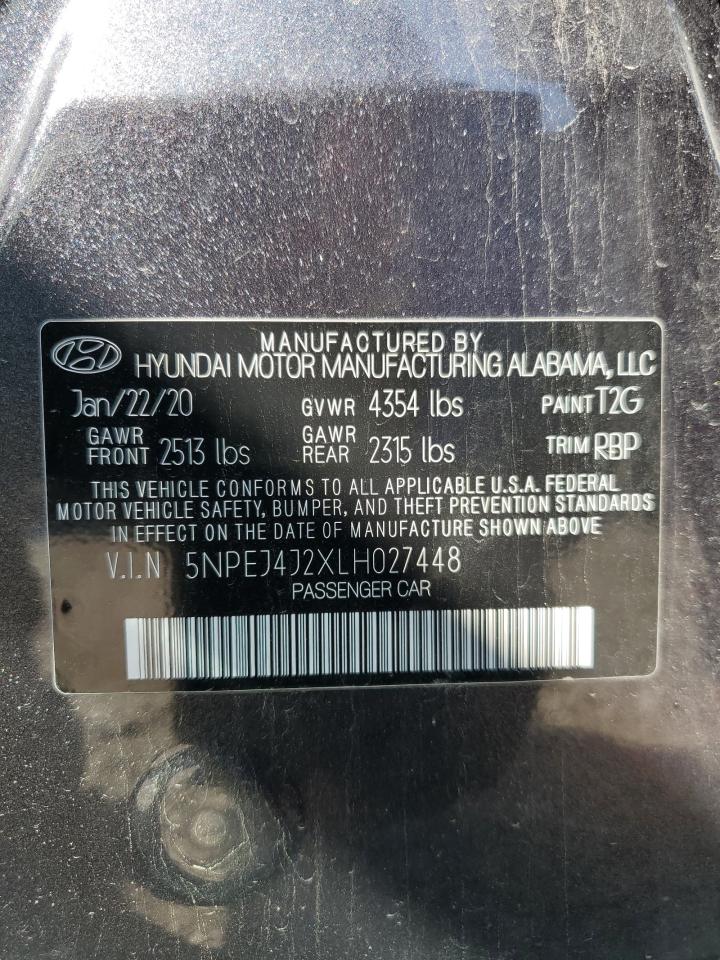 MANUFACTURED BY
HYUNDAI MOTOR MANUFACTURING ALABAMA, LLC
Jan/22/20 GVWR 4354 lbs PAINT T2G
GAWR FRONT 2513 lbs GAWR REAR 2315 lbs TRIM RBP
THIS VEHICLE CONFORMS TO ALL APPLICABLE U.S.A. FEDERAL
MOTOR VEHICLE SAFETY, BUMPER, AND THEFT PREVENTION STANDARDS
IN EFFECT ON THE DATE OF MANUFACTURE SHOWN ABOVE
V.I.N 5NPEJ4J2XLH027448
PASSENGER CAR